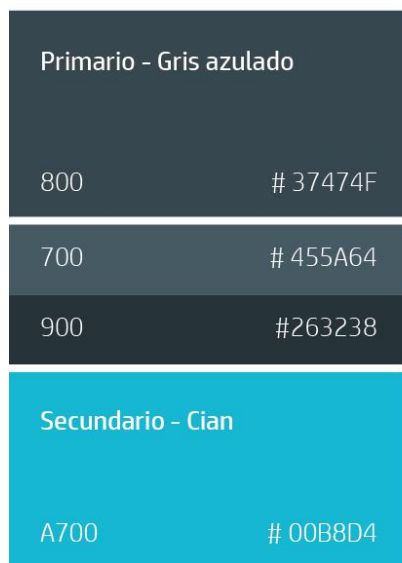 Primario - Gris azulado
800 # 37474F
700 # 455A64
900 #263238
Secundario - Cian
A700 # 00B8D4